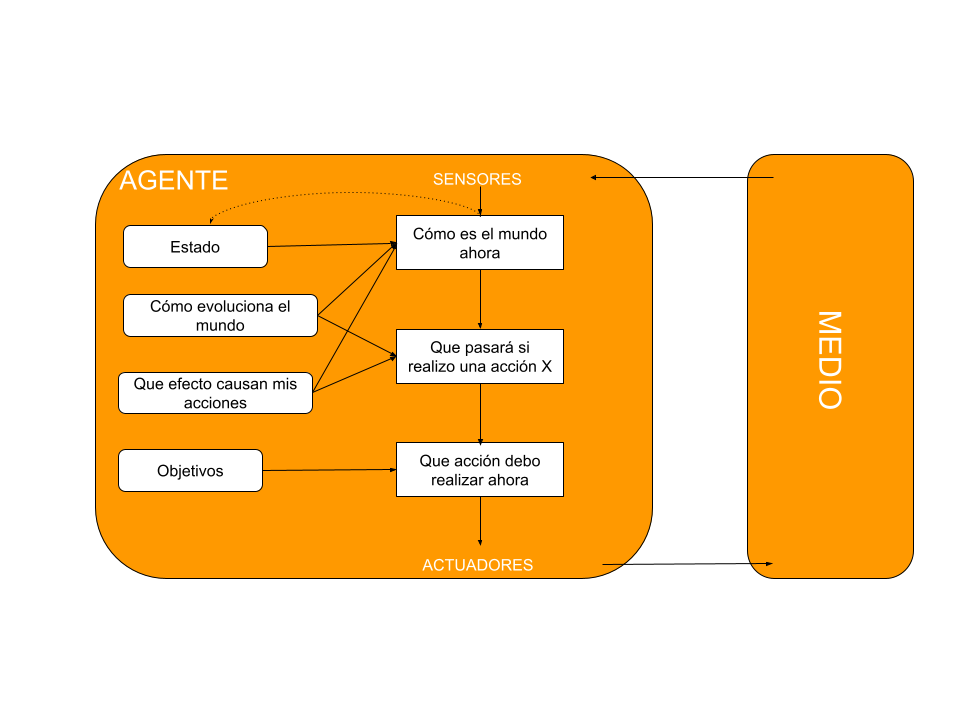 AGENTE
SENSORES
Cómo es el mundo
ahora
Estado
Cómo evoluciona el
mundo
Que pasará si
realizo una acción X
Que efecto causan mis
acciones
Que acción debo
realizar ahora
Objetivos
ACTUADORES
MEDIO